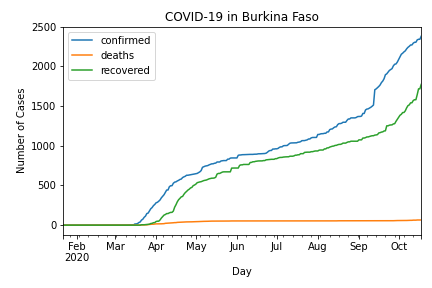 COVID-19 in Burkina Faso
2500
2000
1500
1000
500
0
Number of Cases
confirmed
deaths
recovered
Feb Mar Apr May Jun Jul Aug Sep Oct
2020
Day